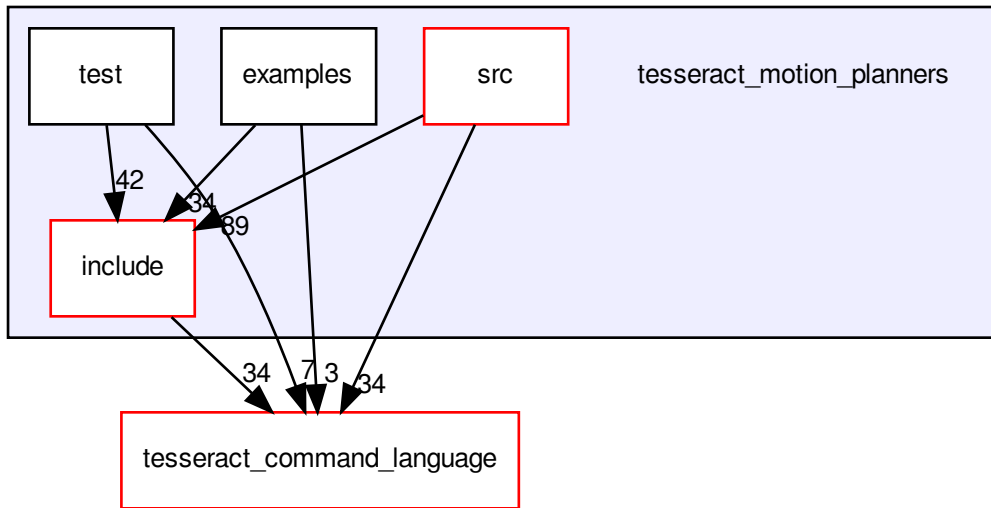 test
examples
src
tesseract_motion_planners
42
34
89
include
34
7
3
34
tesseract_command_language